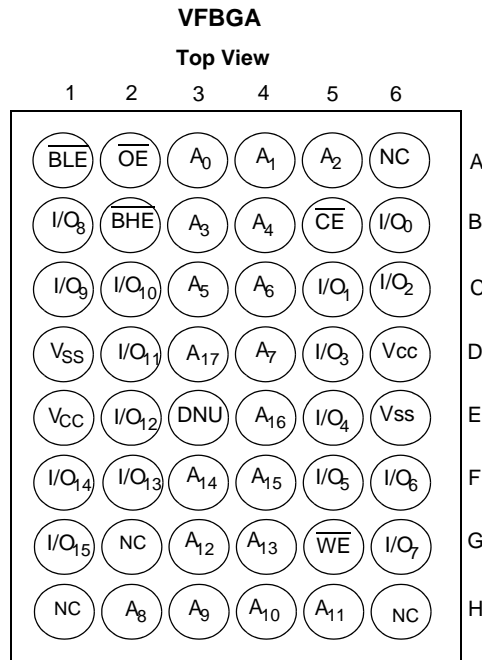 VFBGA
Top View
1 2 3 4 5 6
BLE OE A0 A1 A2 NC A
I/O8 BHE A3 A4 CE I/O0 B
I/O9 I/O10 A5 A6 I/O1 I/O2 C
VSS I/O11 A17 A7 I/O3 Vcc D
VCC I/O12 DNU A16 I/O4 Vss E
I/O14 I/O13 A14 A15 I/O5 I/O6 F
I/O15 NC A12 A13 WE I/O7 G
NC A8 A9 A10 A11 NC H